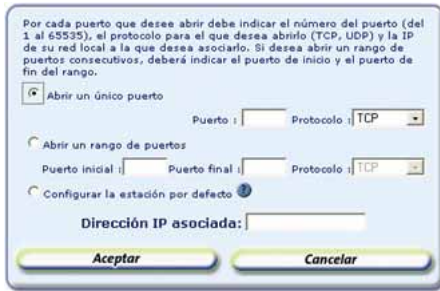 Por cada puerto que desee abrir debe indicar el número del puerto (del
1 al 65535), el protocolo para el que desea abrirlo (TCP, UDP) y la IP
de su red local a la que desea asociarlo. Si desea abrir un rango de
puertos consecutivos, deberá indicar el puerto de inicio y el puerto de
fin del rango.
Abrir un único puerto
Puerto : Protocolo : TCP
Abrir un rango de puertos
Puerto inicial : Puerto final : Protocolo : TCP
Configurar la estación por defecto ?
Dirección IP asociada:
Aceptar Cancelar